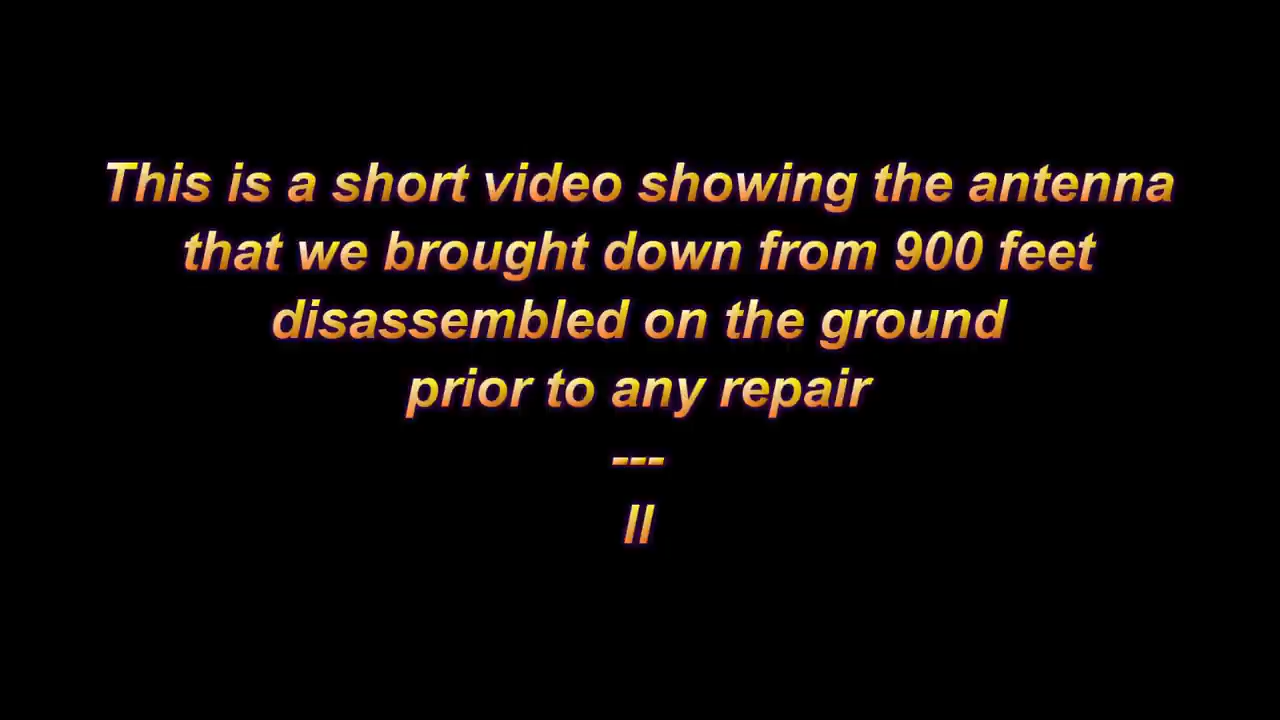 This is a short video showing the antenna
that we brought down from 900 feet
disassembled on the ground
prior to any repair
---
II